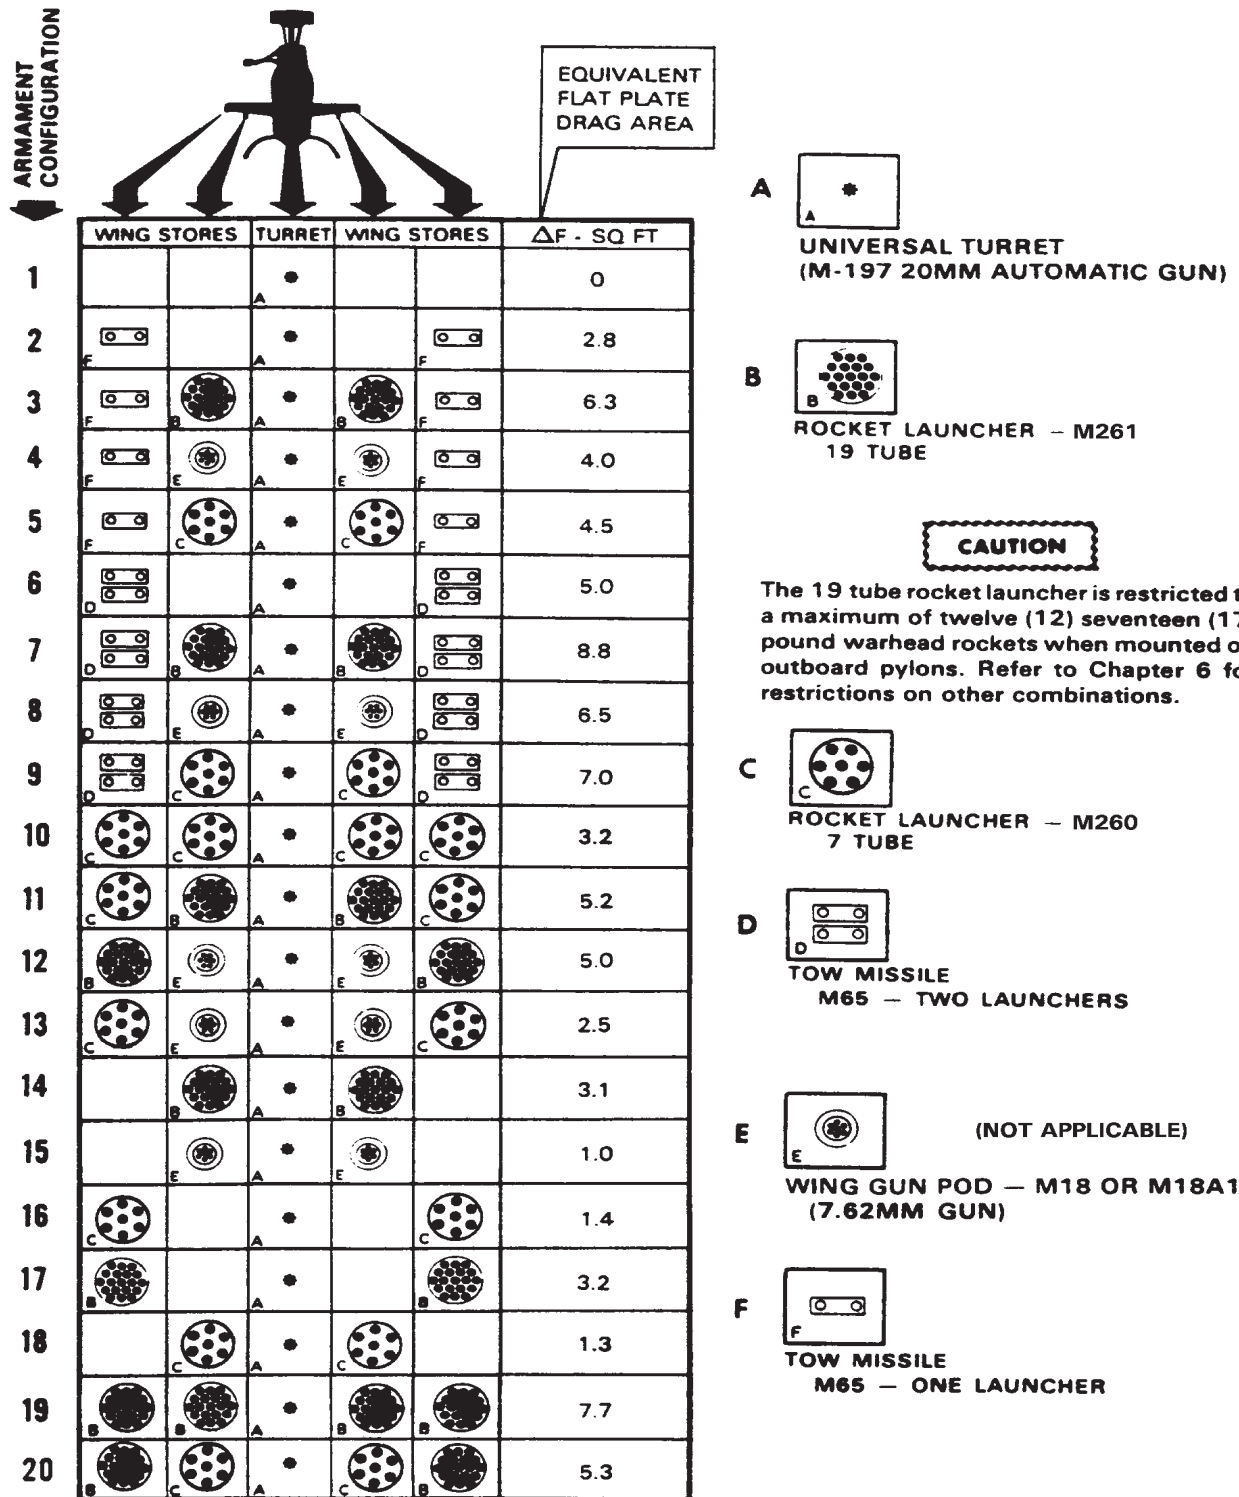 ARMAMENT
CONFIGURATION
EQUIVALENT
FLAT PLATE
DRAG AREA
WING STORES TURRET WING STORES ΔF - SQ FT
1 A 0
2 F A F 2.8
3 F B A B F 6.3
4 F E A E F 4.0
5 F C A C F 4.5
6 D A D 5.0
7 D B A B D 8.8
8 D E A E D 6.5
9 D C A C D 7.0
10 C C A C C 3.2
11 C B A B C 5.2
12 B E A E B 5.0
13 C E A E C 2.5
14 B A B 3.1
15 E A E 1.0
16 C A C 1.4
17 B A B 3.2
18 C A C 1.3
19 B B A B B 7.7
20 B C A C B 5.3
A
A
UNIVERSAL TURRET
(M-197 20MM AUTOMATIC GUN)
B
B
ROCKET LAUNCHER – M261
19 TUBE
CAUTION
The 19 tube rocket launcher is restricted
a maximum of twelve (12) seventeen (17
pound warhead rockets when mounted
outboard pylons. Refer to Chapter 6
restrictions on other combinations.
C
C
ROCKET LAUNCHER – M260
7 TUBE
D
D
TOW MISSILE
M65 – TWO LAUNCHERS
E
E
(NOT APPLICABLE)
WING GUN POD – M18 OR M18A1
(7.62MM GUN)
F
F
TOW MISSILE
M65 – ONE LAUNCHER